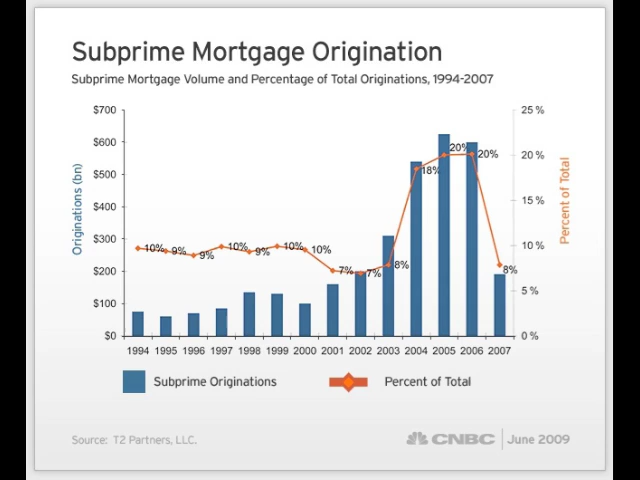 Subprime Mortgage Origination
Subprime Mortgage Volume and Percentage of Total Originations, 1994-2007
$700
$600
$500
$400
$300
$200
$100
$0
Originations (bn)
25 %
20 %
15 %
10 %
5 %
0 %
Percent of Total
10% 9% 9% 10% 9% 10% 10% 7% 7% 8% 18% 20% 20% 8%
1994 1995 1996 1997 1998 1999 2000 2001 2002 2003 2004 2005 2006 2007
Subprime Originations Percent of Total
Source: T2 Partners, LLC. CNBC June 2009